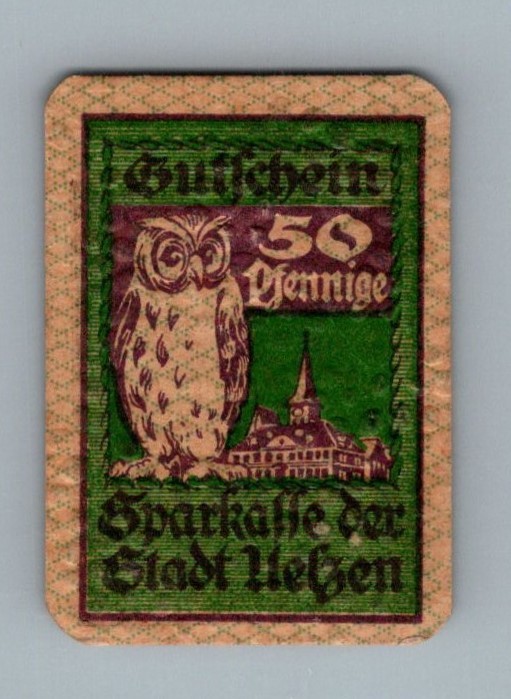 Gutschein
50
Pfennige
Sparkasse der
Stadt Uelzen